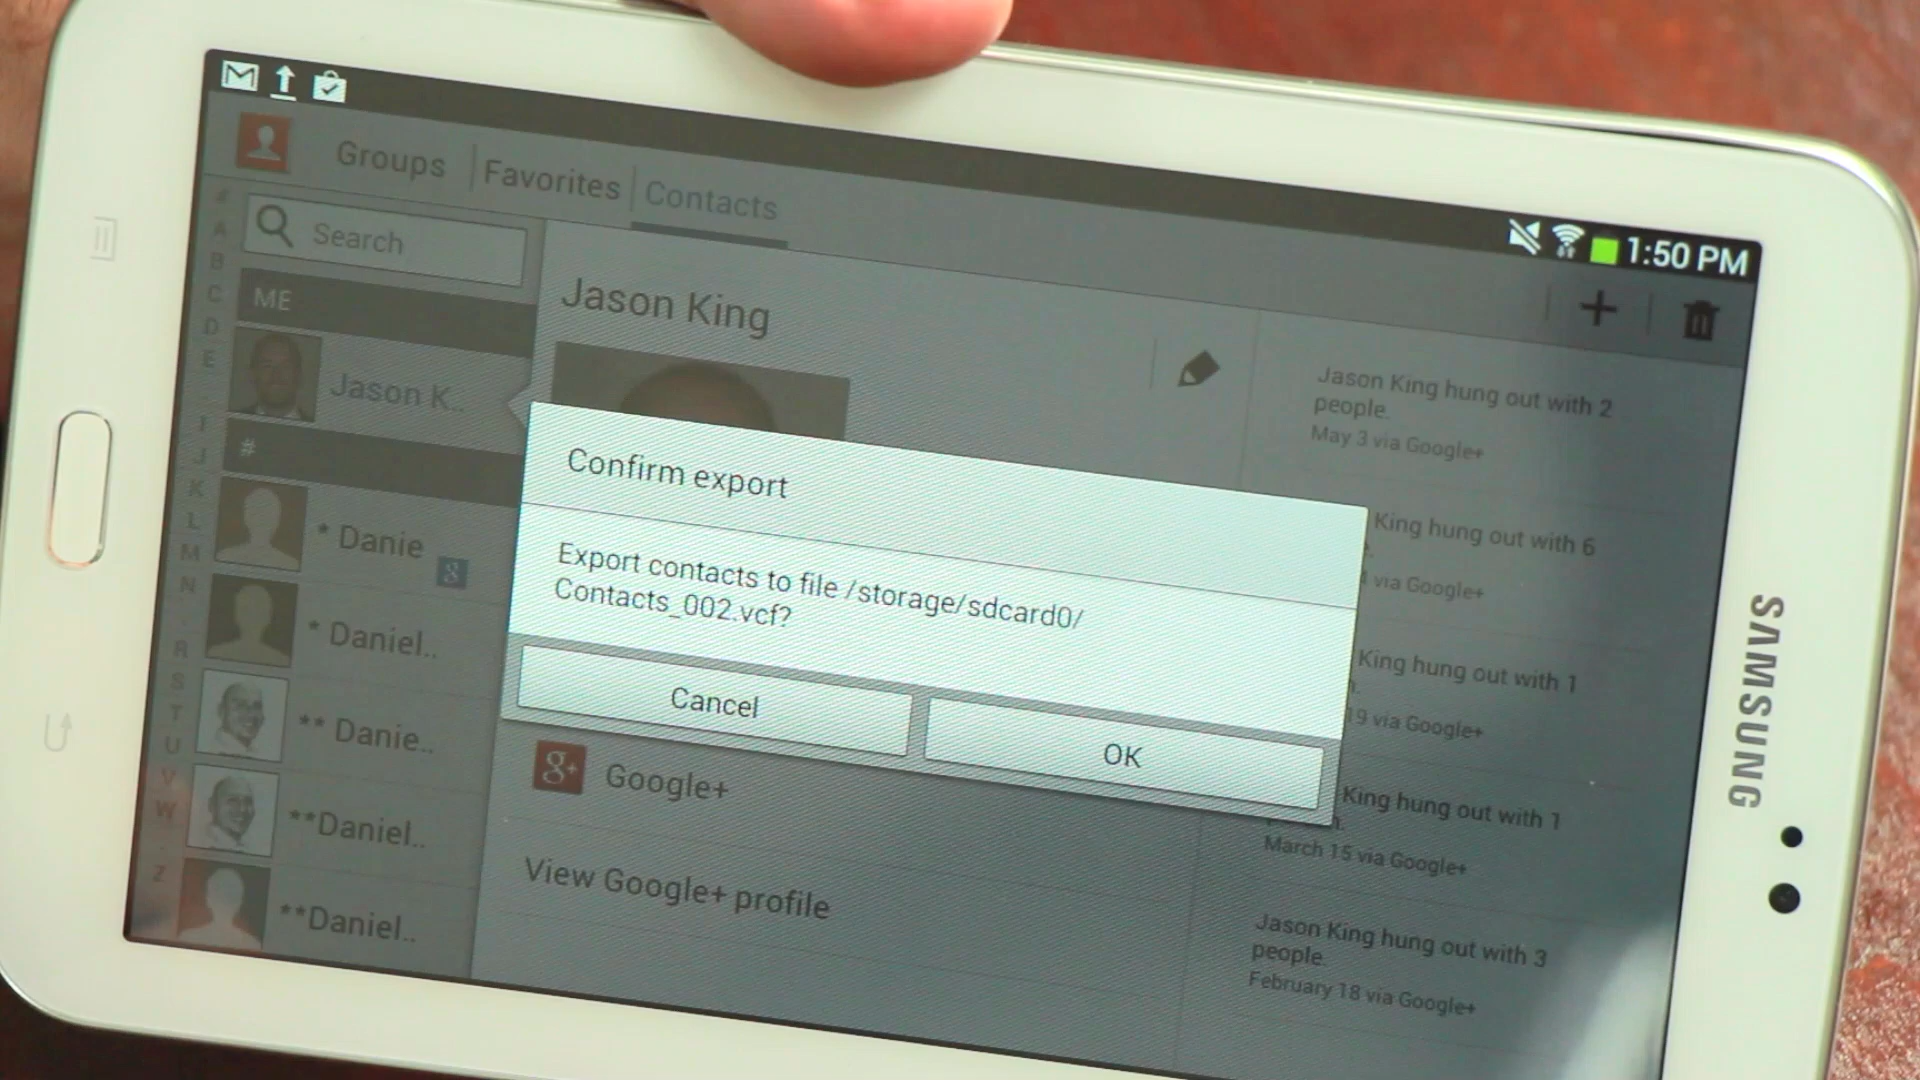 1:50 PM
Groups
Favorites
Contacts
Search
ME
Jason K..
#
* Danie
* Daniel..
** Danie..
**Daniel..
**Daniel..
#
A
B
C
D
E
I
J
K
L
M
N
R
S
T
U
V
W
Z
Jason King
Confirm export
Export contacts to file /storage/sdcard0/
Contacts_002.vcf?
Cancel
OK
g+
Google+
View Google+ profile
Jason King hung out with 2
people.
May 3 via Google+
King hung out with 6
via Google+
King hung out with 1
19 via Google+
King hung out with 1
March 15 via Google+
Jason King hung out with 3
people.
February 18 via Google+
SAMSUNG